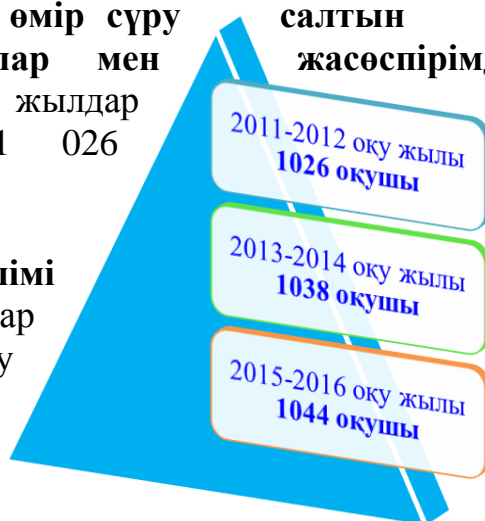 өмір сүру салтын
мен
жылдар
026
2011-2012 оқу жылы
1026 оқушы
2013-2014 оқу жылы
1038 оқушы
2015-2016 оқу жылы
1044 оқушы